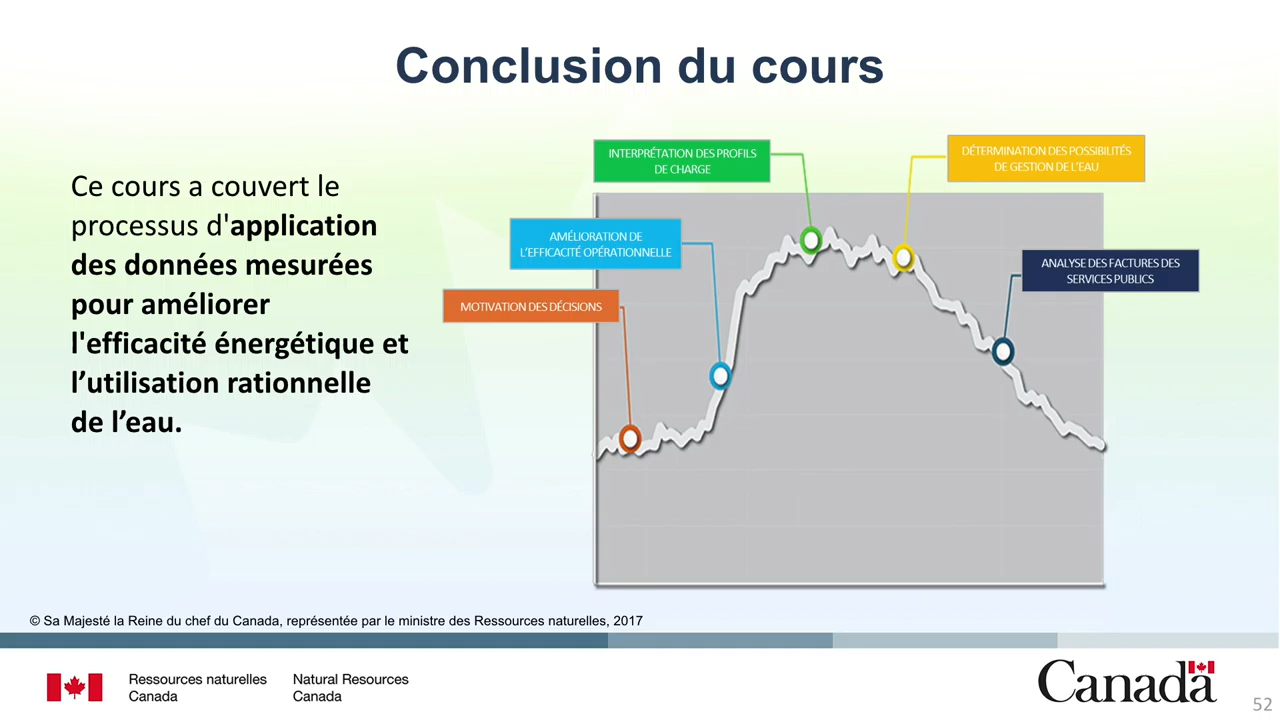 Conclusion du cours
Ce cours a couvert le
processus d'application
des données mesurées
pour améliorer
l'efficacité énergétique et
l’utilisation rationnelle
de l’eau.
INTERPRÉTATION DES PROFILS
DE CHARGE
DÉTERMINATION DES POSSIBILITÉS
DE GESTION DE L’EAU
AMÉLIORATION DE
L’EFFICACITÉ OPÉRATIONNELLE
ANALYSE DES FACTURES DES
SERVICES PUBLICS
MOTIVATION DES DÉCISIONS
© Sa Majesté la Reine du chef du Canada, représentée par le ministre des Ressources naturelles, 2017
Ressources naturelles
Canada
Natural Resources
Canada
Canada
52